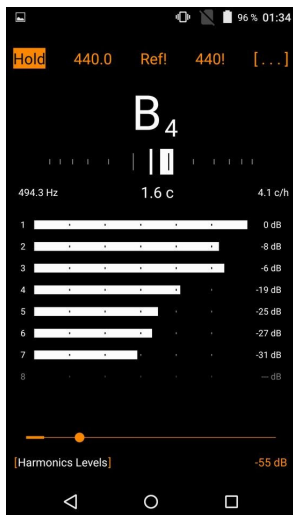 96 % 01:34
Hold 440.0 Ref! 440! [...]
B4
494.3 Hz 1.6 c 4.1 c/h
1 0 dB
2 -8 dB
3 -6 dB
4 -19 dB
5 -25 dB
6 -27 dB
7 -31 dB
8 — dB
[Harmonics Levels] -55 dB